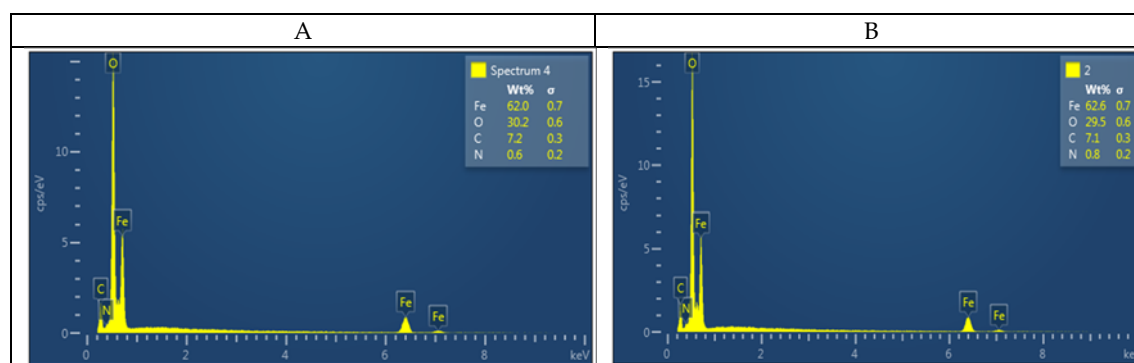 A B
O
Spectrum 4
Wt% σ
Fe 62.0 0.7
O 30.2 0.6
C 7.2 0.3
N 0.6 0.2
10
5
0
cps/eV
Fe
C
N
Fe
Fe
0 2 4 6 8 keV
O
2
Wt% σ
Fe 62.6 0.7
O 29.5 0.6
C 7.1 0.3
N 0.8 0.2
15
10
5
0
cps/eV
Fe
C
N
Fe
Fe
0 2 4 6 8 keV